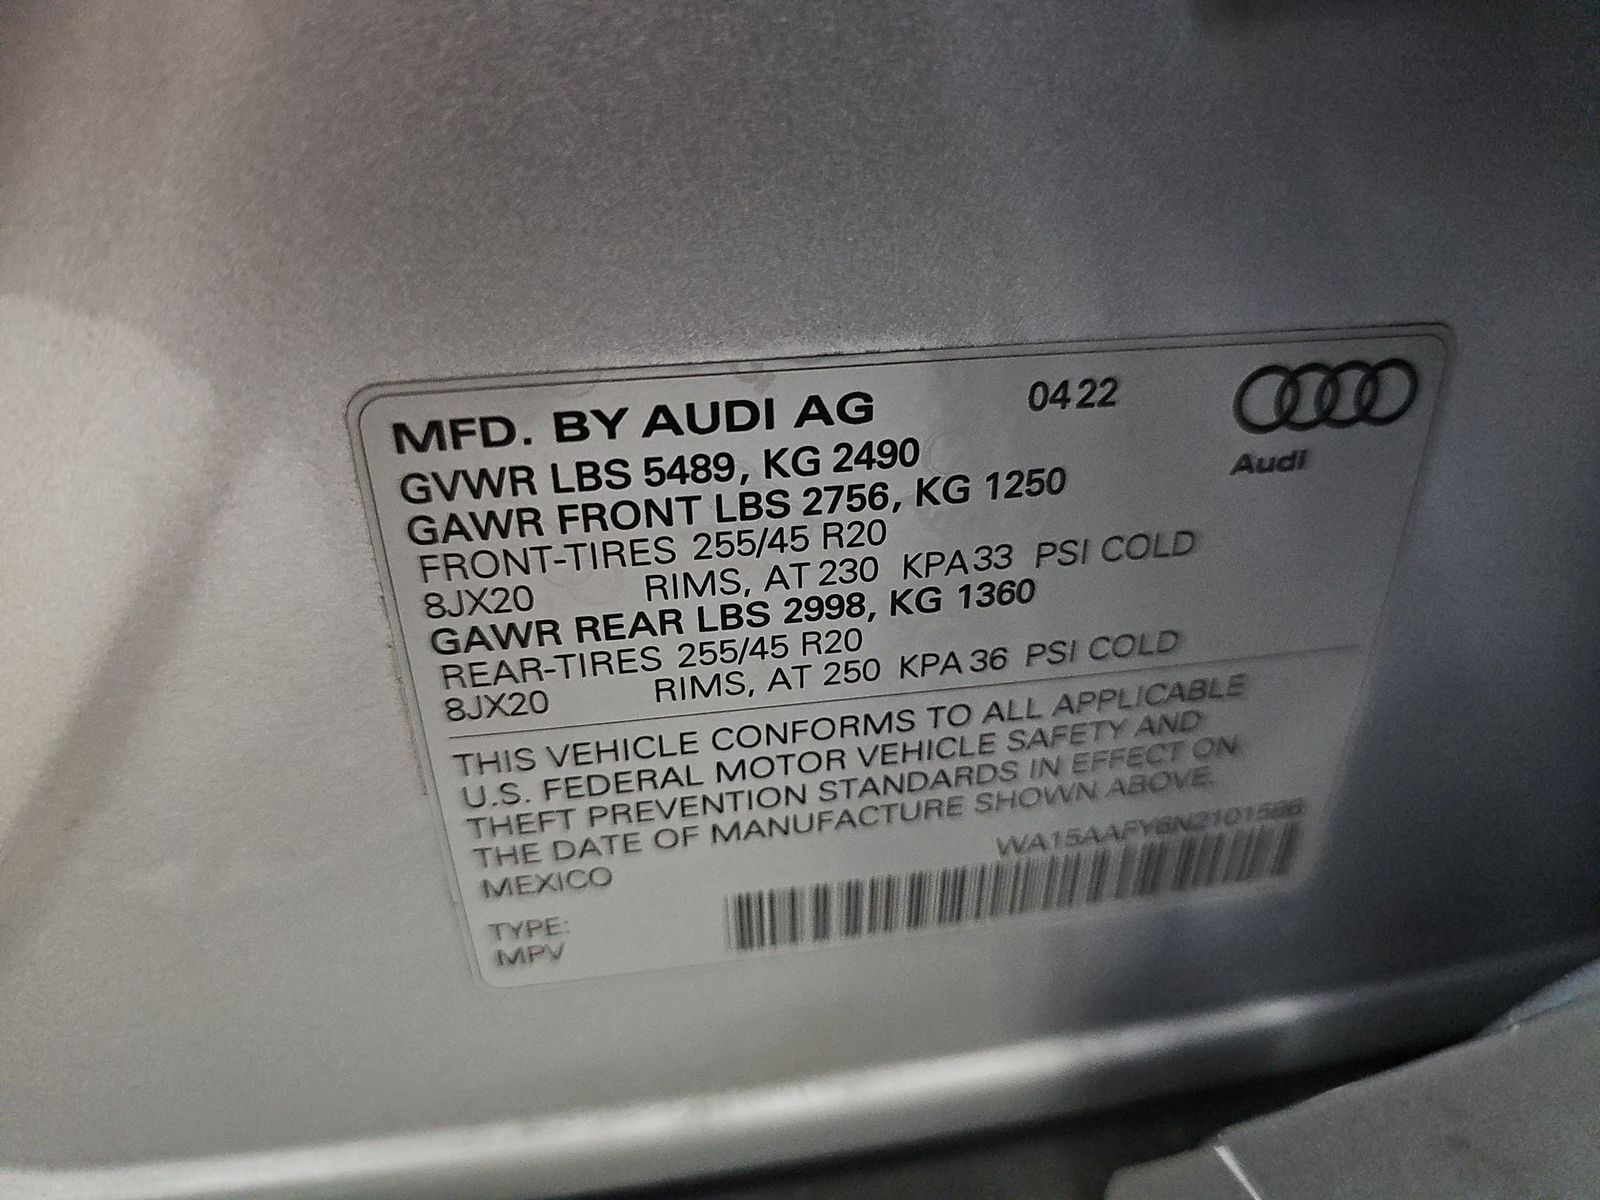 MFD. BY AUDI AG 0422
Audi
GVWR LBS 5489, KG 2490
GAWR FRONT LBS 2756, KG 1250
FRONT-TIRES 255/45 R20
8JX20 RIMS, AT 230 KPA 33 PSI COLD
GAWR REAR LBS 2998, KG 1360
REAR-TIRES 255/45 R20
8JX20 RIMS, AT 250 KPA 36 PSI COLD
THIS VEHICLE CONFORMS TO ALL APPLICABLE
U.S. FEDERAL MOTOR VEHICLE SAFETY AND
THEFT PREVENTION STANDARDS IN EFFECT ON
THE DATE OF MANUFACTURE SHOWN ABOVE.
MEXICO
TYPE:
MPV